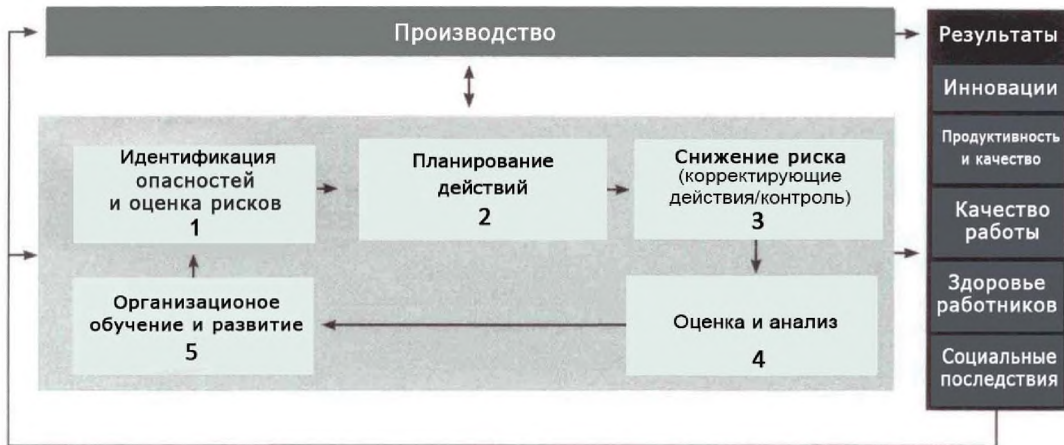 Производство
Результаты
Инновации
Продуктивность
и качество
Качество
работы
Здоровье
работников
Социальные
последствия
Идентификация
опасностей
и оценка рисков
1
Планирование
действий
2
Снижение риска
(корректирующие
действия/контроль)
3
Оценка и анализ
4
Организационое
обучение и развитие
5